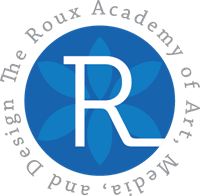 The Roux Academy of Art, Media, and Design
R